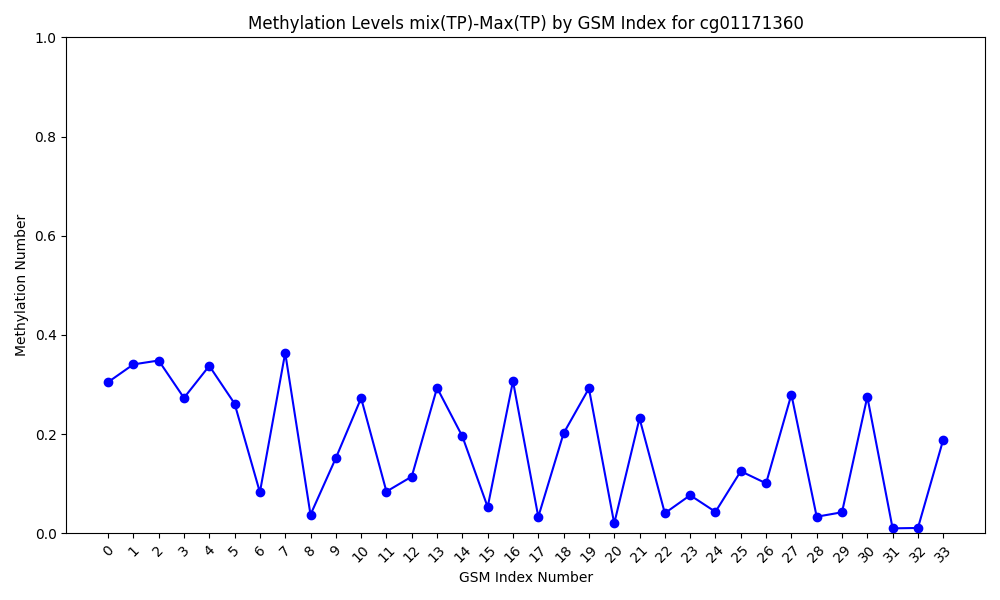 Methylation Levels mix(TP)-Max(TP) by GSM Index for cg01171360
1.0
0.8
0.6
0.4
0.2
0.0
Methylation Number
0 1 2 3 4 5 6 7 8 9 10 11 12 13 14 15 16 17 18 19 20 21 22 23 24 25 26 27 28 29 30 31 32 33
GSM Index Number